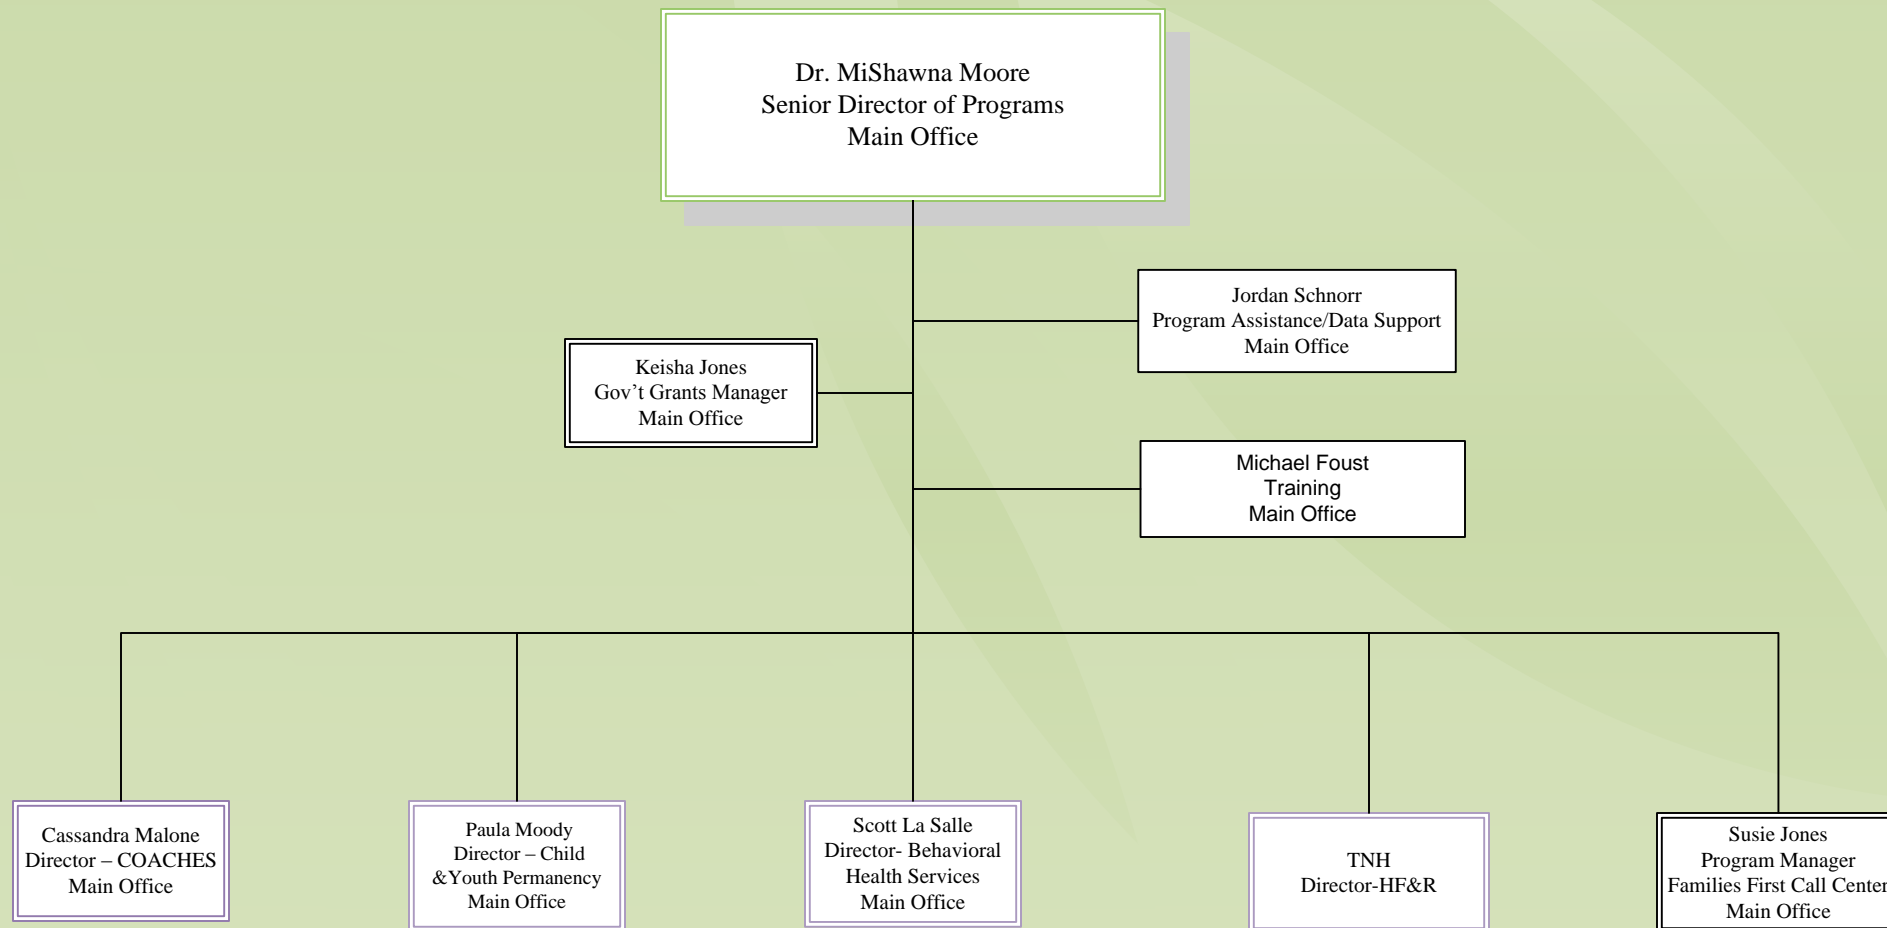 Dr. MiShawna Moore
Senior Director of Programs
Main Office
Jordan Schnorr
Program Assistance/Data Support
Main Office
Keisha Jones
Gov’t Grants Manager
Main Office
Michael Foust
Training
Main Office
Cassandra Malone
Director – COACHES
Main Office
Paula Moody
Director – Child
&Youth Permanency
Main Office
Scott La Salle
Director- Behavioral
Health Services
Main Office
TNH
Director-HF&R
Susie Jones
Program Manager
Families First Call Center
Main Office